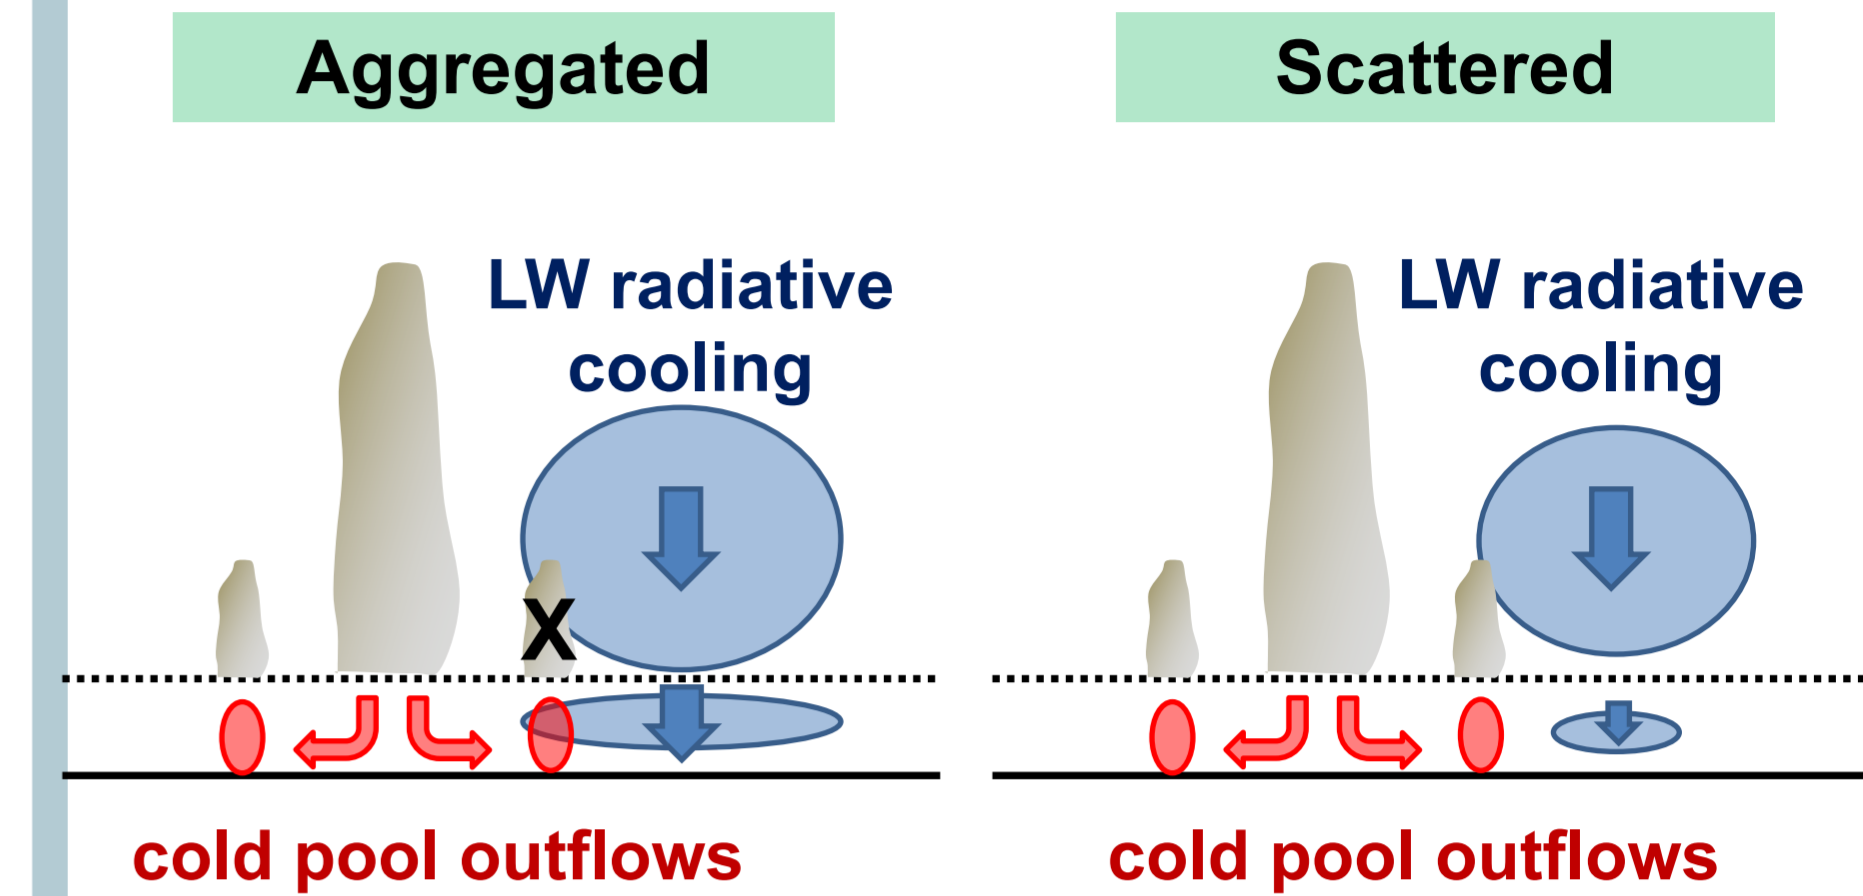 Aggregated
LW radiative
cooling
X
cold pool outflows
Scattered
LW radiative
cooling
cold pool outflows